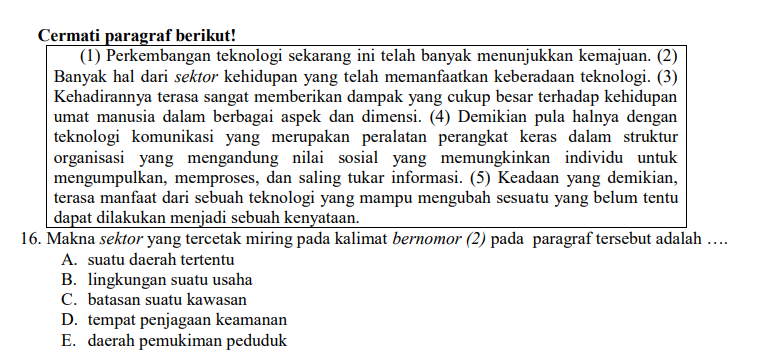 Cermati paragraf berikut!
(1) Perkembangan teknologi sekarang ini telah banyak menunjukkan kemajuan. (2)
Banyak hal dari sektor kehidupan yang telah memanfaatkan keberadaan teknologi. (3)
Kehadirannya terasa sangat memberikan dampak yang cukup besar terhadap kehidupan
umat manusia dalam berbagai aspek dan dimensi. (4) Demikian pula halnya dengan
teknologi komunikasi yang merupakan peralatan perangkat keras dalam struktur
organisasi yang mengandung nilai sosial yang memungkinkan individu untuk
mengumpulkan, memproses, dan saling tukar informasi. (5) Keadaan yang demikian,
terasa manfaat dari sebuah teknologi yang mampu mengubah sesuatu yang belum tentu
dapat dilakukan menjadi sebuah kenyataan.
16. Makna sektor yang tercetak miring pada kalimat bernomor (2) pada paragraf tersebut adalah ….
A. suatu daerah tertentu
B. lingkungan suatu usaha
C. batasan suatu kawasan
D. tempat penjagaan keamanan
E. daerah pemukiman peduduk